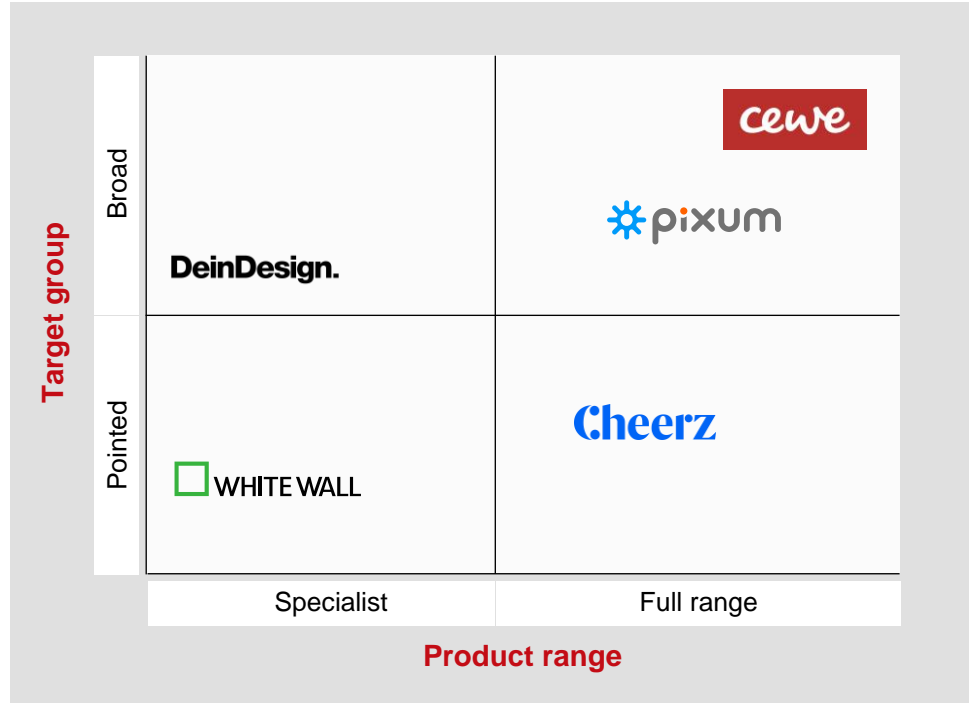 Target group
Broad
Pointed
cewe
pixum
DeinDesign.
Cheerz
WHITE WALL
Specialist
Full range
Product range